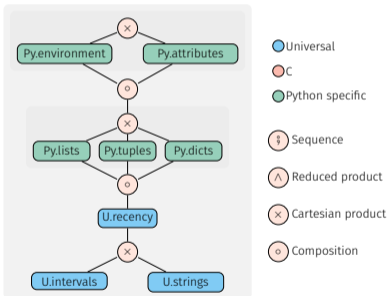 ×
Py.environment Py.attributes
∘
×
Py.lists Py.tuples Py.dicts
∘
U.recency
×
U.intervals U.strings
Universal
C
Python specific
⨟ Sequence
∧ Reduced product
× Cartesian product
∘ Composition